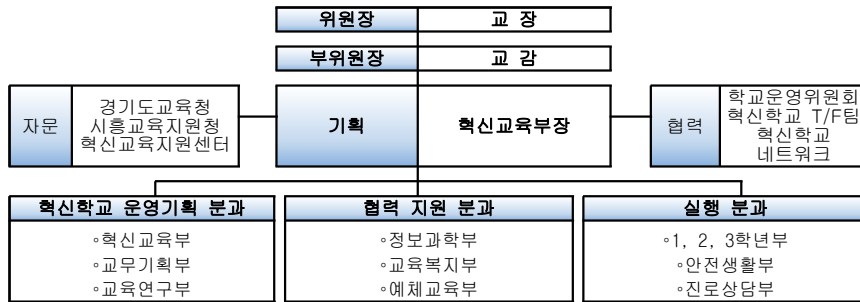 위원장 교 장
부위원장 교 감
자문
경기도교육청
시흥교육지원청
혁신교육지원센터
기획 혁신교육부장
협력
학교운영위원회
혁신학교 T/F팀
혁신학교
네트워크
혁신학교 운영기획 분과
◦혁신교육부
◦교무기획부
◦교육연구부
협력 지원 분과
◦정보과학부
◦교육복지부
◦예체교육부
실행 분과
◦1, 2, 3학년부
◦안전생활부
◦진로상담부